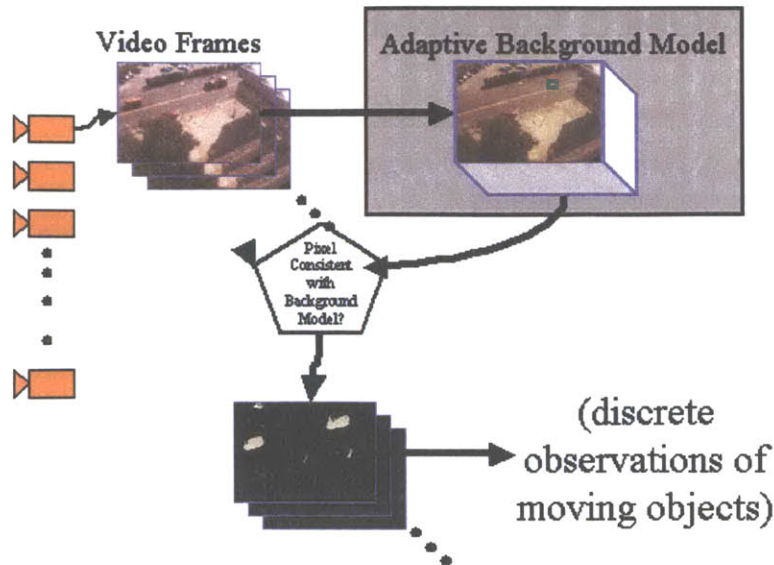 Video Frames
Adaptive Background Model
Pixel
Consistent
with
Background
Model?
(discrete
observations of
moving objects)